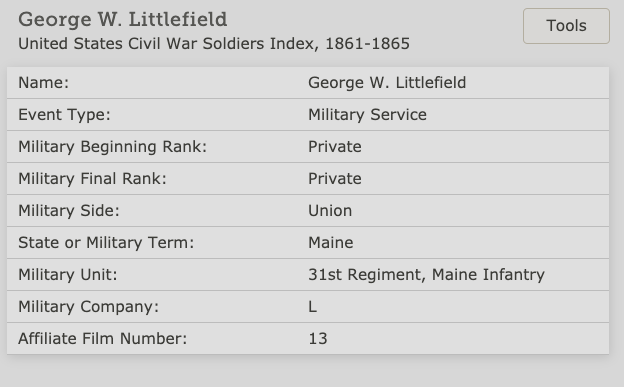 George W. Littlefield
Tools
United States Civil War Soldiers Index, 1861-1865
Name: George W. Littlefield
Event Type: Military Service
Military Beginning Rank: Private
Military Final Rank: Private
Military Side: Union
State or Military Term: Maine
Military Unit: 31st Regiment, Maine Infantry
Military Company: L
Affiliate Film Number: 13